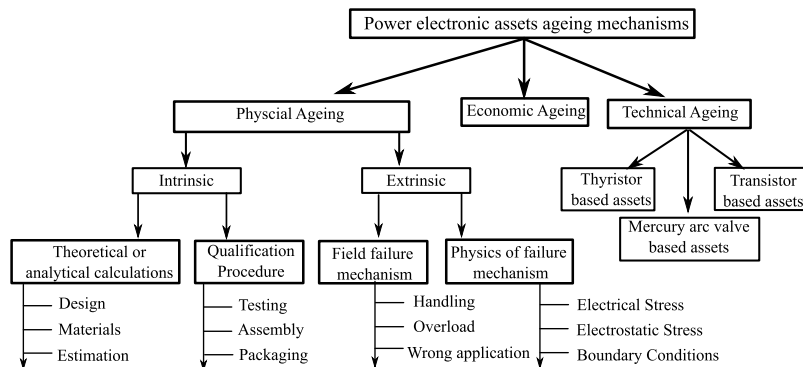 Power electronic assets ageing mechanisms
Physcial Ageing
Economic Ageing
Technical Ageing
Intrinsic
Extrinsic
Thyristor
based assets
Transistor
based assets
Mercury arc valve
based assets
Theoretical or
analytical calculations
Qualification
Procedure
Field failure
mechanism
Physics of failure
mechanism
Design
Materials
Estimation
Testing
Assembly
Packaging
Handling
Overload
Wrong application
Electrical Stress
Electrostatic Stress
Boundary Conditions